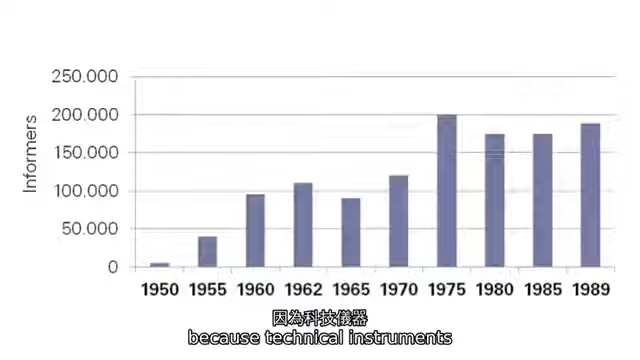 250.000
200.000
150.000
100.000
50.000
0
Informers
1950 1955 1960 1962 1965 1970 1975 1980 1985 1989
因為科技儀器
because technical instruments